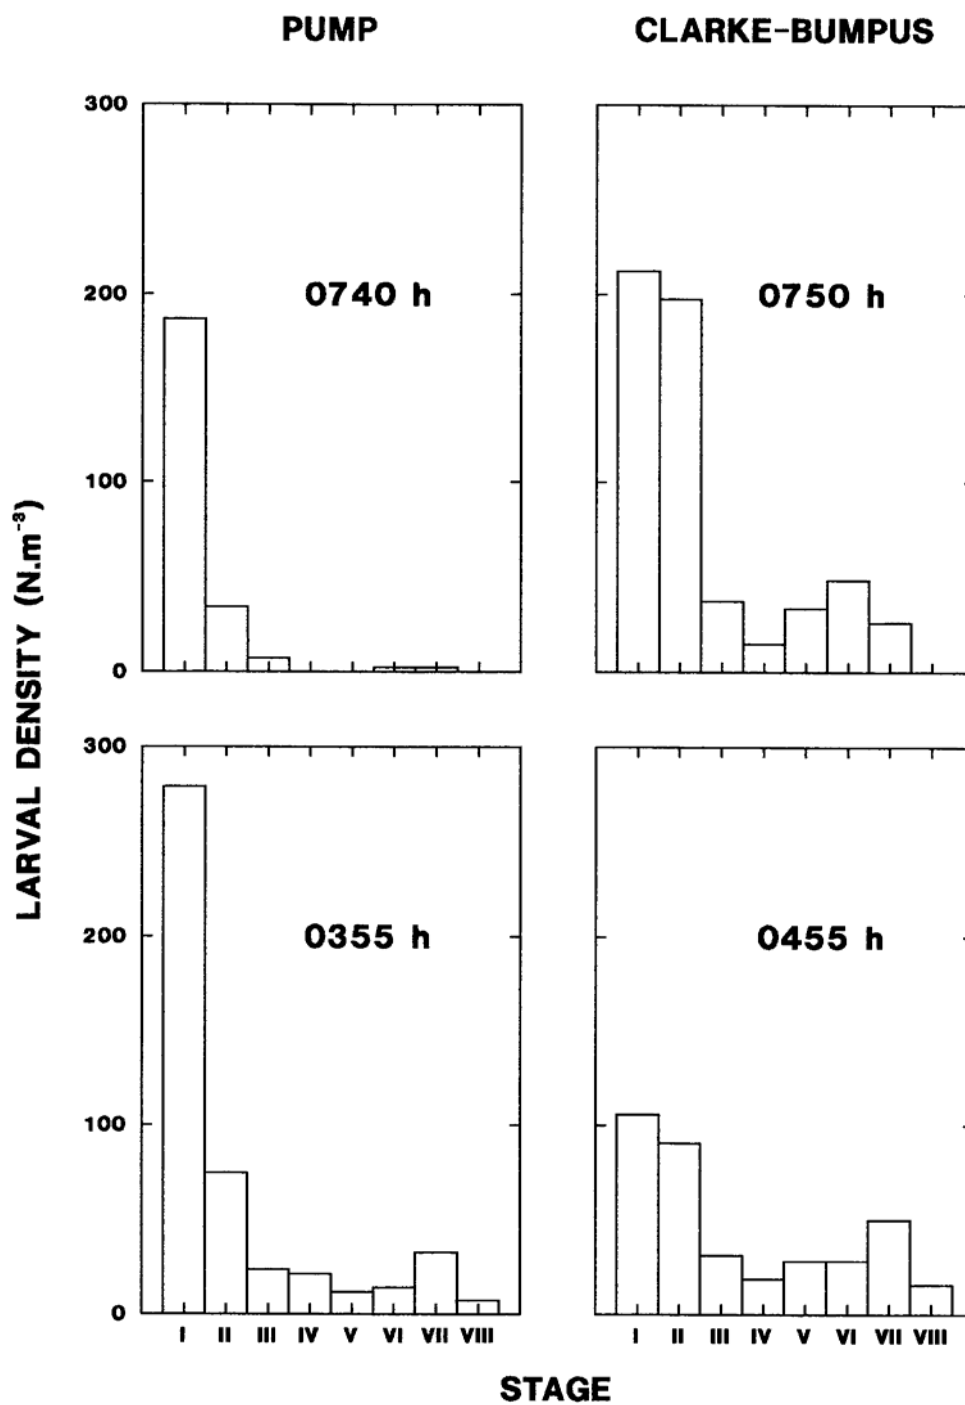 PUMP
CLARKE-BUMPUS
300
200
100
0
0740 h
0750 h
300
200
100
0
0355 h
0455 h
LARVAL DENSITY (N.m⁻³)
I II III IV V VI VII VIII
I II III IV V VI VII VIII
STAGE